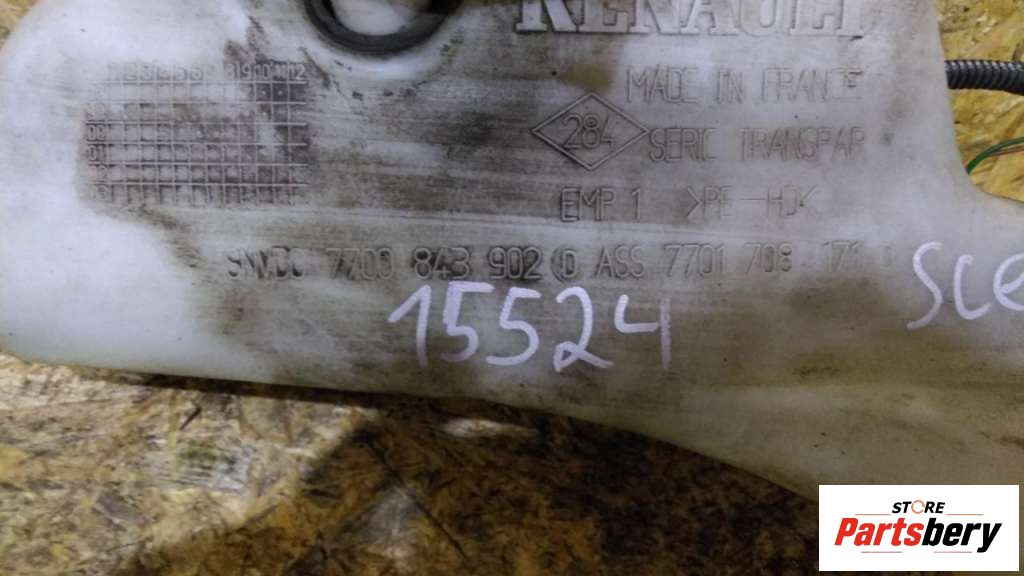 RENAULT
MADE IN FRANCE
284
SERIC TRANSPAR
EMP 1 >PE-HD<
7700 843 902 D ASS 7701 708 171
15524
SCE
STORE
Partsbery